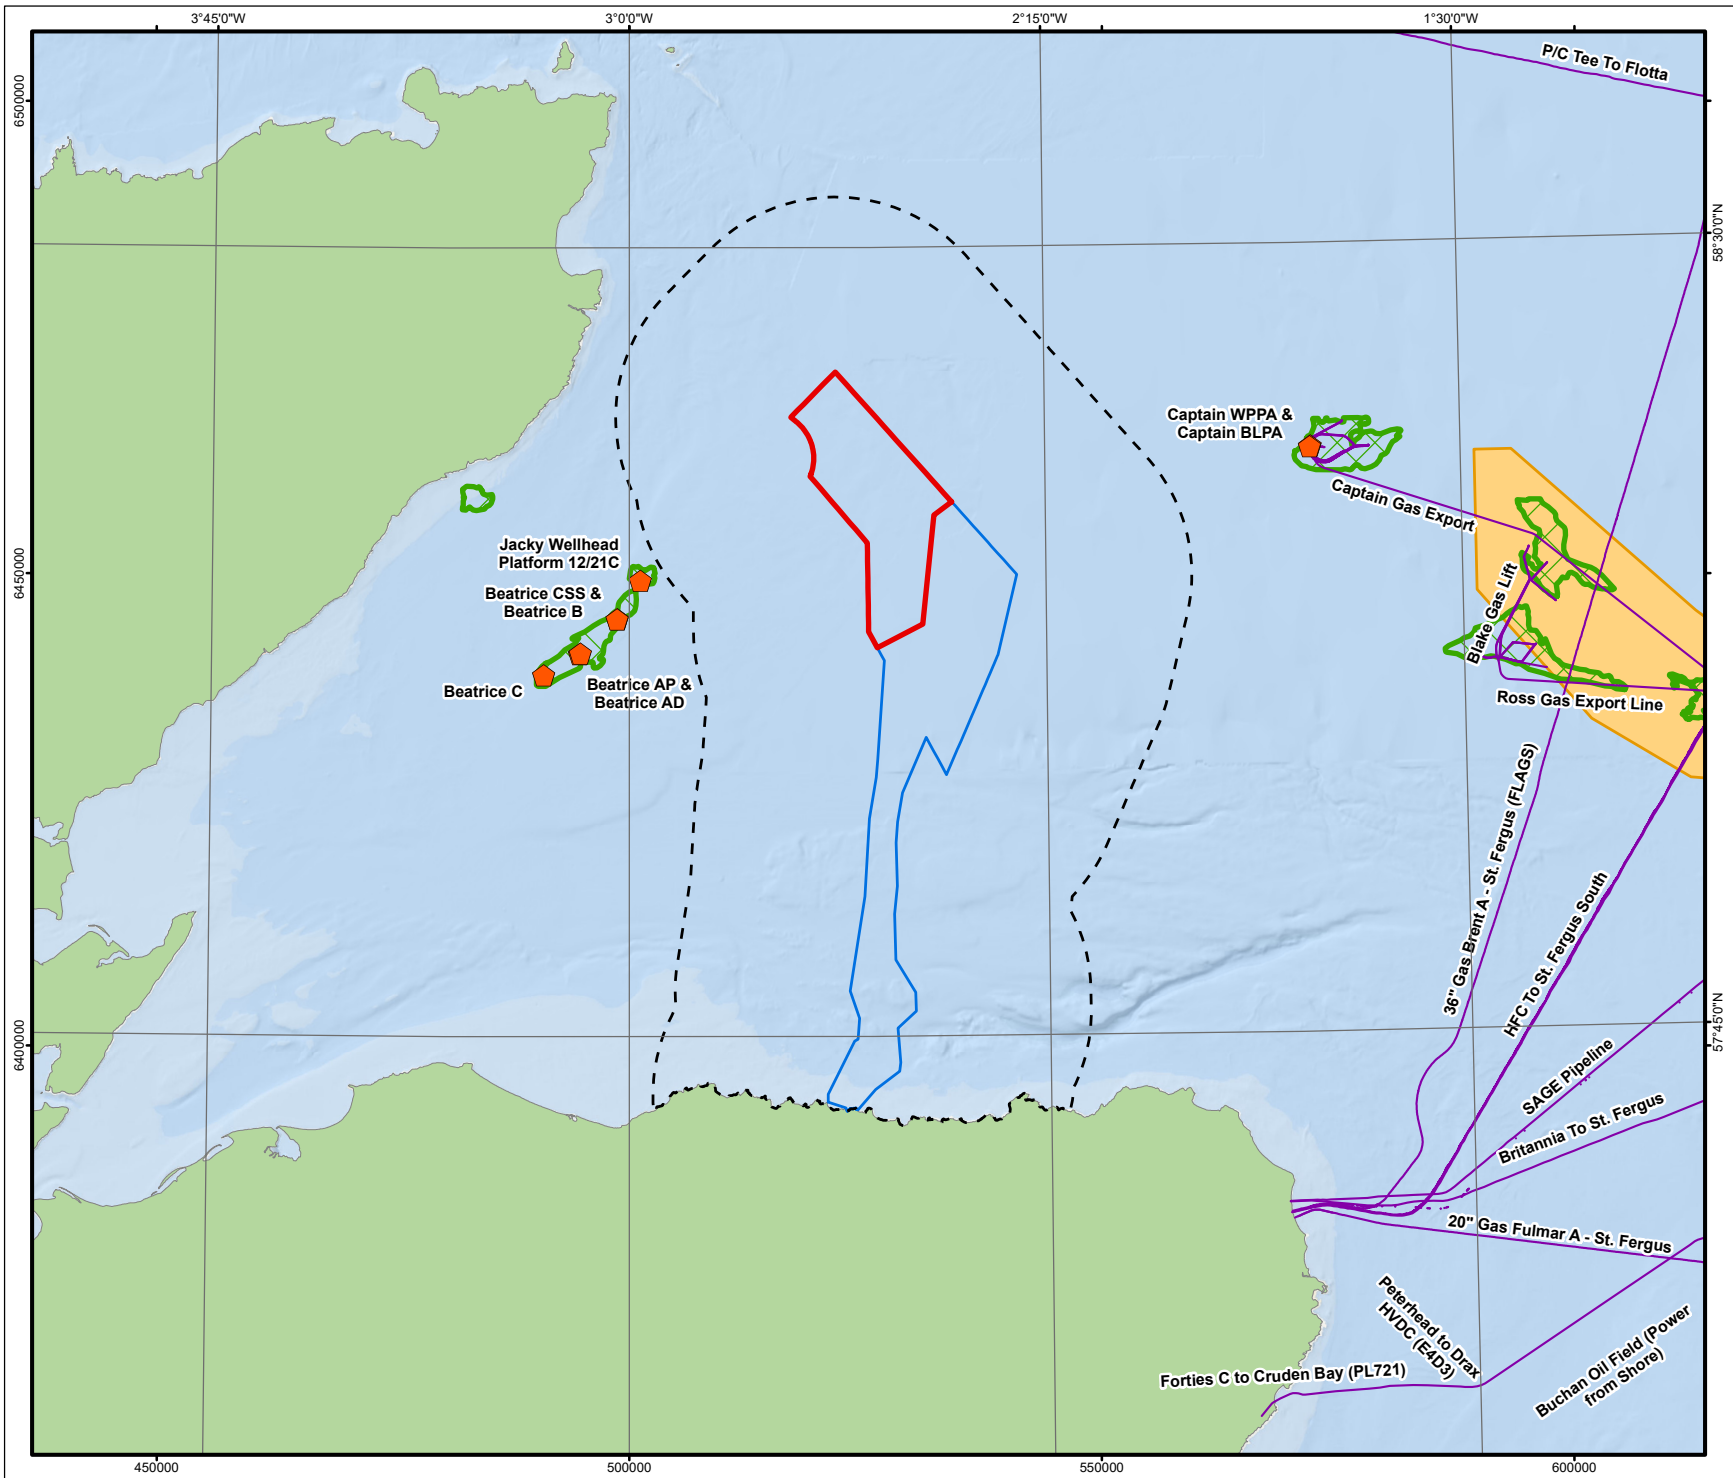 3°45'0"W
3°0'0"W
2°15'0"W
1°30'0"W
P/C Tee To Flotta
6500000
58°30'0"N
Captain WPPA &
Captain BLPA
Captain Gas Export
Jacky Wellhead
Platform 12/21C
6450000
Beatrice CSS &
Beatrice B
Blake Gas Lift
Beatrice C
Beatrice AP &
Beatrice AD
Ross Gas Export Line
36" Gas Brent A - St. Fergus (FLAGS)
HFC To St. Fergus South
6400000
57°45'0"N
SAGE Pipeline
Britannia To St. Fergus
20" Gas Fulmar A - St. Fergus
Peterhead to Drax
HVDC (E4D3)
Buchan Oil Field (Power
from Shore)
Forties C to Cruden Bay (PL721)
450000
500000
550000
600000